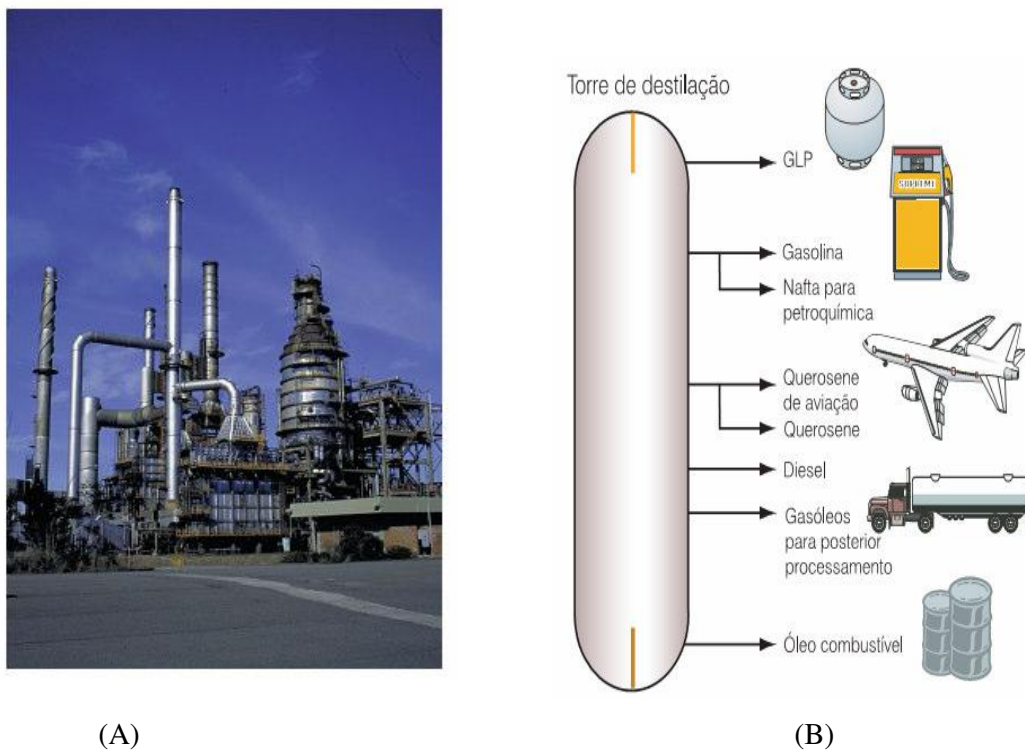 Torre de destilação
GLP
SUPREME
Gasolina
Nafta para
petroquímica
Querosene
de aviação
Querosene
Diesel
Gasóleos
para posterior
processamento
Óleo combustível
(A)
(B)